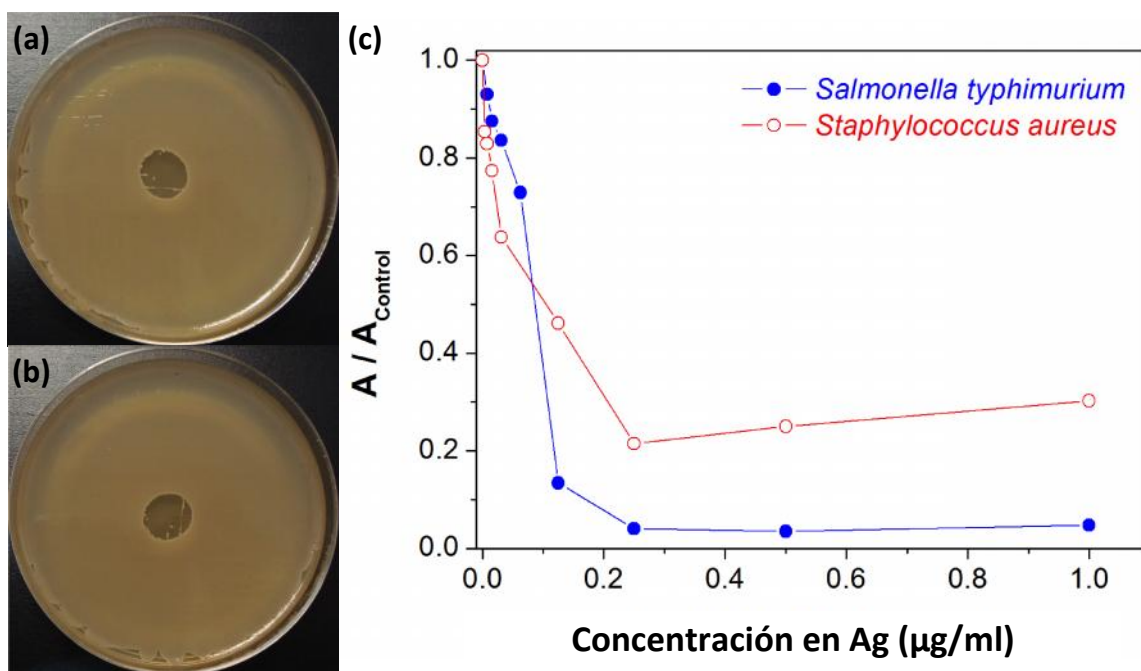 (a)
(b)
(c)
1.0
0.8
0.6
0.4
0.2
0.0
A / A Control
Salmonella typhimurium
Staphylococcus aureus
0.0 0.2 0.4 0.6 0.8 1.0
Concentración en Ag (µg/ml)